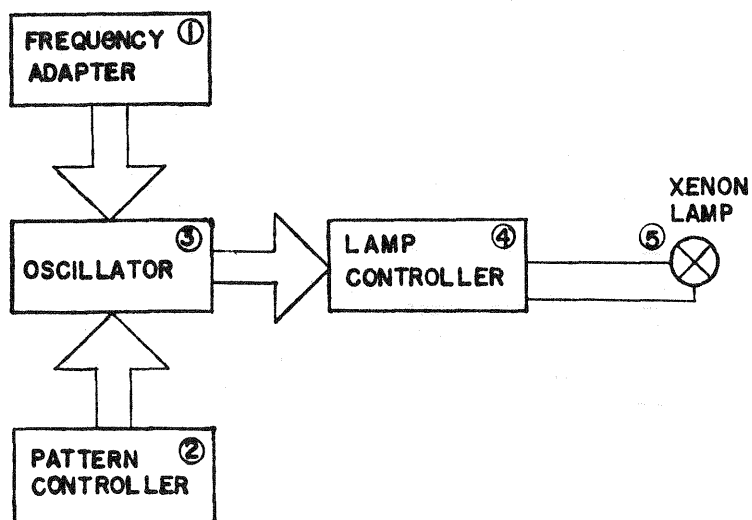 FREQUENCY ①
ADAPTER
OSCILLATOR ③
LAMP ④
CONTROLLER
⑤ XENON
LAMP
PATTERN ②
CONTROLLER